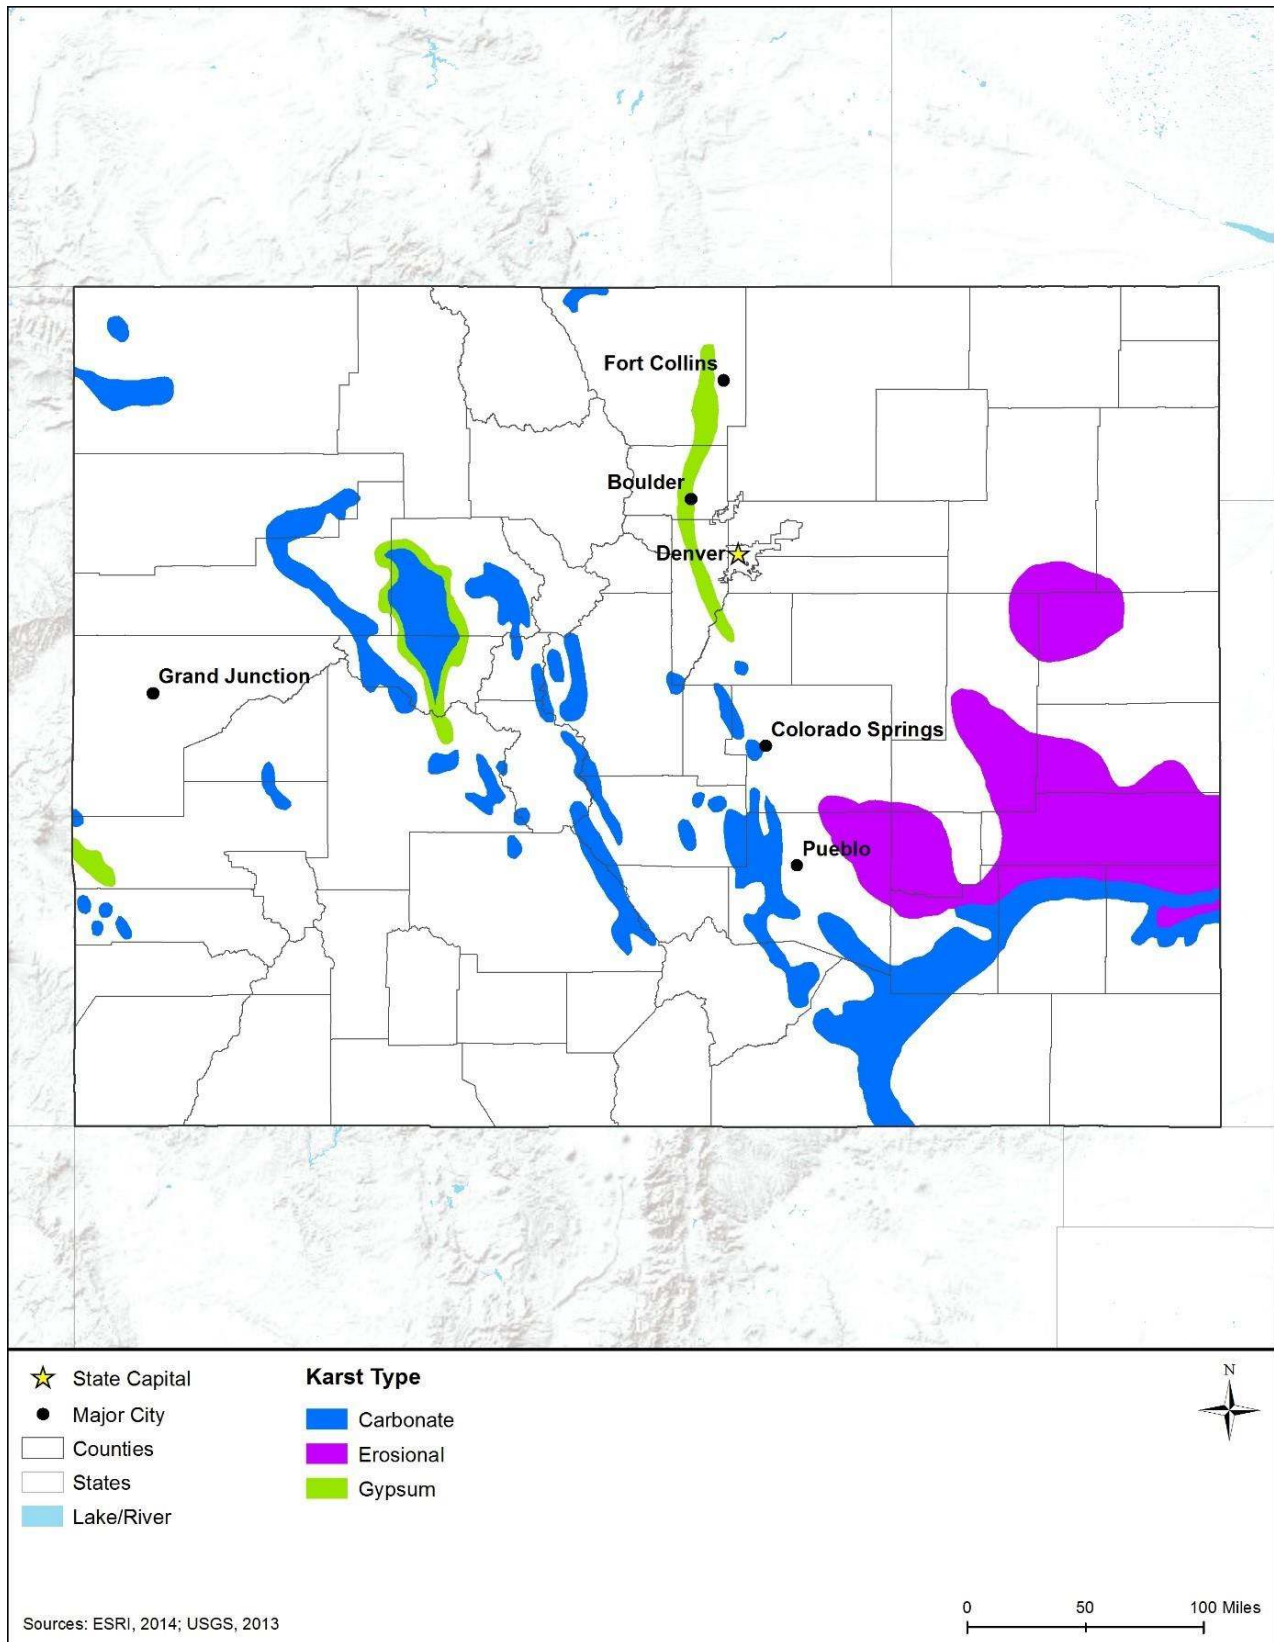 Fort Collins
Boulder
Denver
Grand Junction
Colorado Springs
Pueblo
State Capital
Major City
Counties
States
Lake/River
Karst Type
Carbonate
Erosional
Gypsum
N
Sources: ESRI, 2014; USGS, 2013
0 50 100 Miles